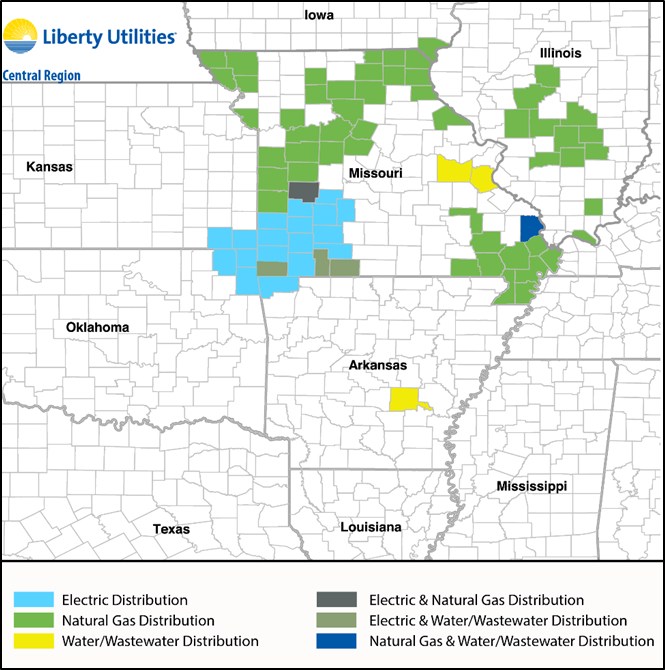 Iowa
Liberty Utilities
Illinois
Central Region
Kansas
Missouri
Oklahoma
Arkansas
Mississippi
Texas
Louisiana
Electric Distribution
Electric & Natural Gas Distribution
Natural Gas Distribution
Electric & Water/Wastewater Distribution
Water/Wastewater Distribution
Natural Gas & Water/Wastewater Distribution